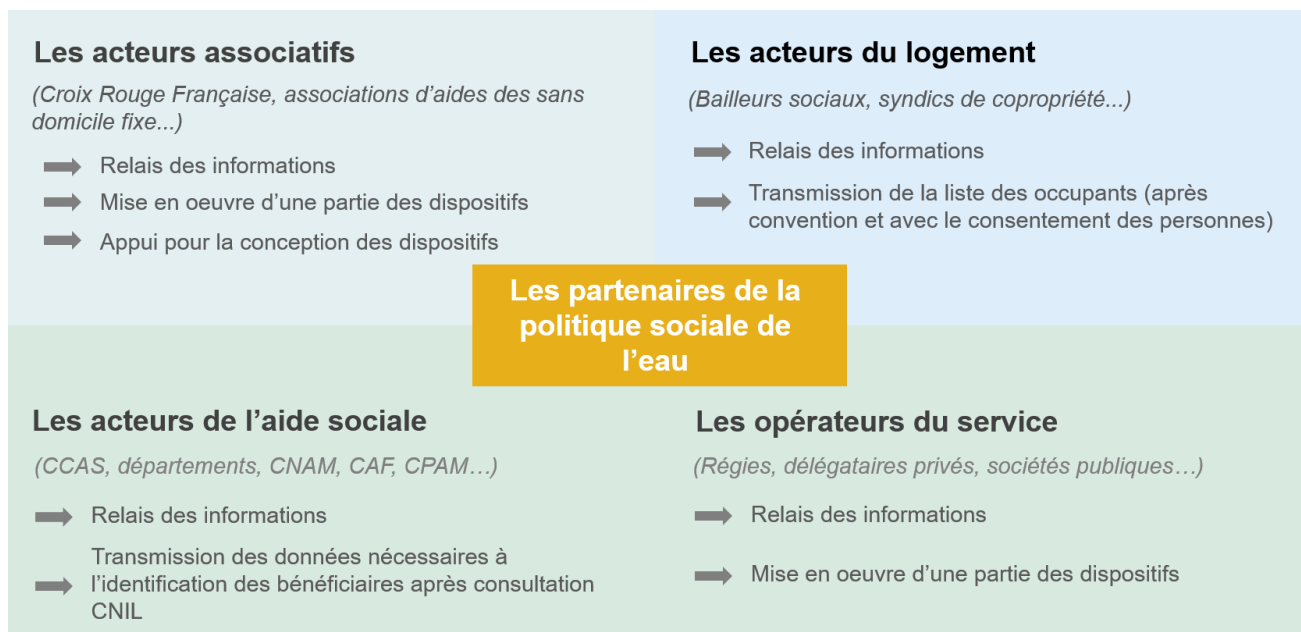 Les acteurs associatifs
(Croix Rouge Française, associations d'aides des sans
domicile fixe...)
Relais des informations
Mise en oeuvre d'une partie des dispositifs
Appui pour la conception des dispositifs
Les acteurs du logement
(Bailleurs sociaux, syndics de copropriété...)
Relais des informations
Transmission de la liste des occupants (après
convention et avec le consentement des personnes)
Les partenaires de la
politique sociale de
l'eau
Les acteurs de l'aide sociale
(CCAS, départements, CNAM, CAF, CPAM…)
Relais des informations
Transmission des données nécessaires à
l'identification des bénéficiaires après consultation
CNIL
Les opérateurs du service
(Régies, délégataires privés, sociétés publiques…)
Relais des informations
Mise en oeuvre d'une partie des dispositifs